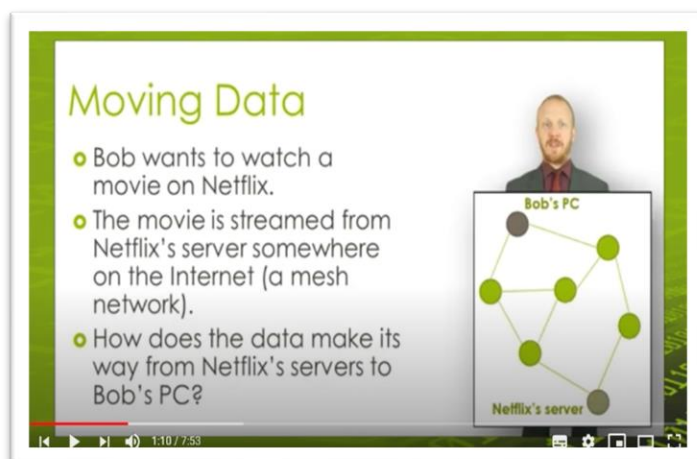 Moving Data
Bob wants to watch a
movie on Netflix.
The movie is streamed from
Netflix's server somewhere
on the Internet (a mesh
network).
How does the data make its
way from Netflix's servers to
Bob's PC?
Bob's PC
Netflix's server
1:10 / 7:53